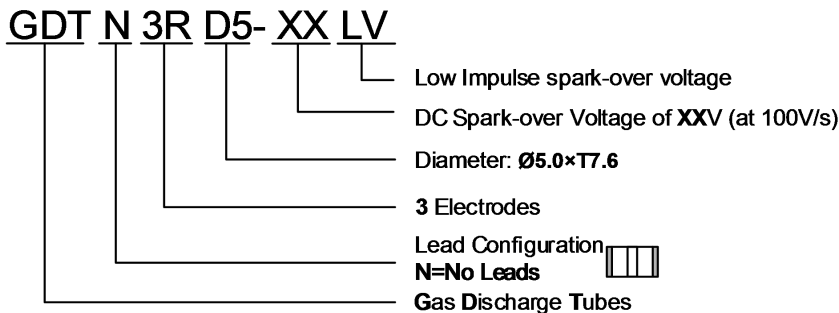 GDT N 3R D5- XX LV
Low Impulse spark-over voltage
DC Spark-over Voltage of XXV (at 100V/s)
Diameter: Ø5.0×T7.6
3 Electrodes
Lead Configuration
N=No Leads
Gas Discharge Tubes